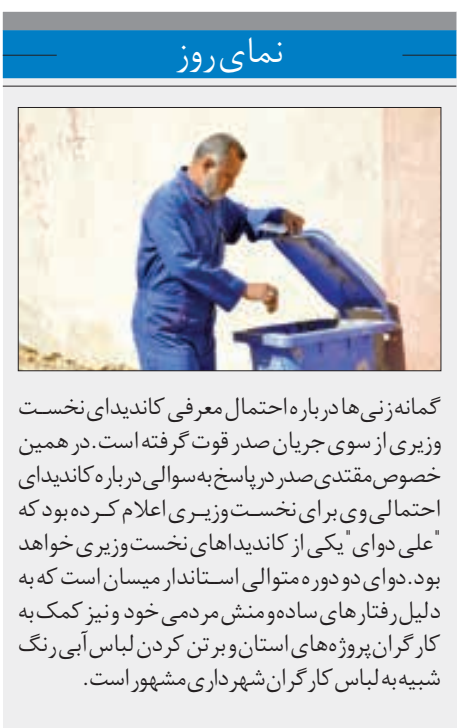 نمای روز
گمانه‌زنی‌ها درباره احتمال معرفی کاندیدای نخست
وزیری از سوی جریان صدر قوت گرفته است. در همین
خصوص مقتدی صدر در پاسخ به سوالی درباره کاندیدای
احتمالی وی برای نخست‌وزیری اعلام کرده بود که
"علی دوای" یکی از کاندیداهای نخست وزیری خواهد
بود. دوای دو دوره متوالی استاندار میسان است که به
دلیل رفتارهای ساده و منش مردمی خود و نیز کمک به
کارگران پروژه‌های استان و بر تن کردن لباس آبی رنگ
شبیه به لباس کارگران شهرداری مشهور است.